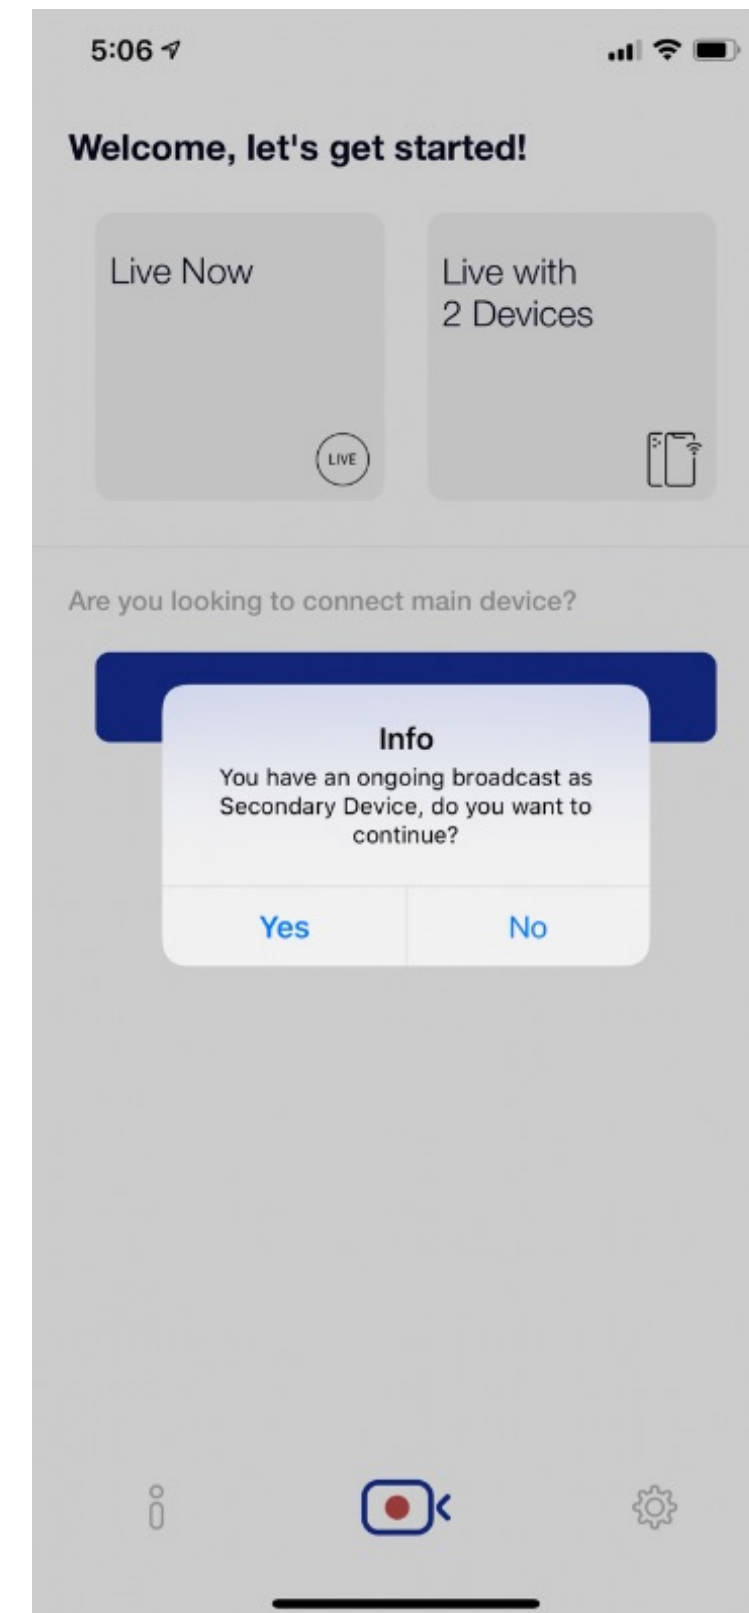 5:06
Welcome, let's get started!
Live Now
Live with
2 Devices
LIVE
Are you looking to connect main device?
Info
You have an ongoing broadcast as
Secondary Device, do you want to
continue?
Yes
No